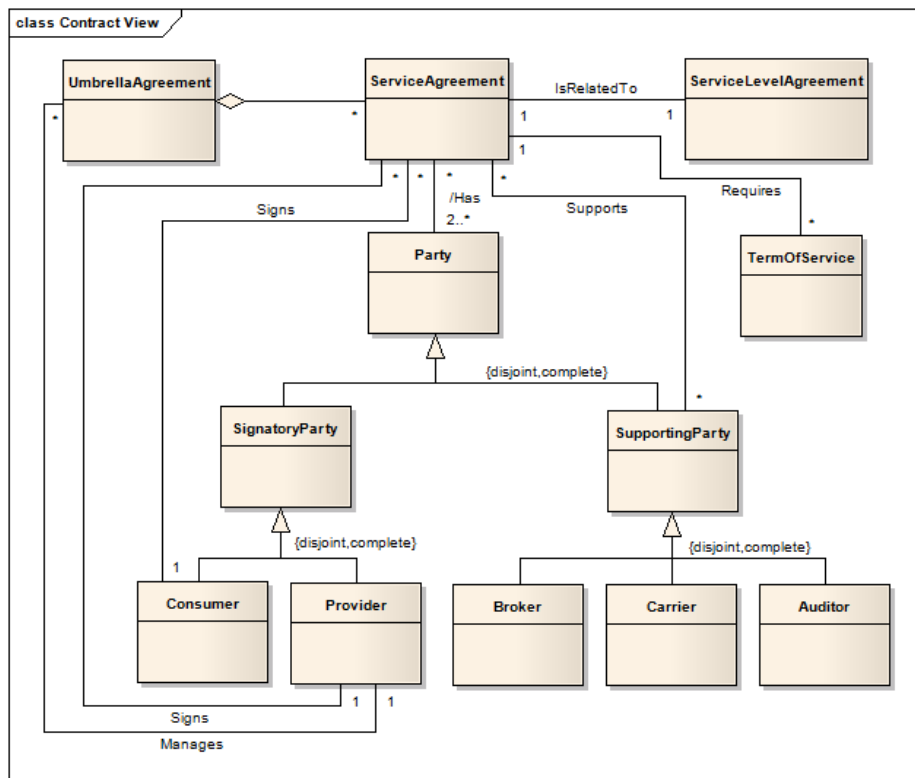 class Contract View
UmbrellaAgreement
ServiceAgreement
ServiceLevelAgreement
IsRelatedTo
*
*
1
1
1
*
*
*
*
/Has
2..*
Signs
Supports
Requires
*
Party
TermOfService
{disjoint,complete}
*
SignatoryParty
SupportingParty
{disjoint,complete}
{disjoint,complete}
1
Consumer
Provider
Broker
Carrier
Auditor
1
1
Signs
Manages